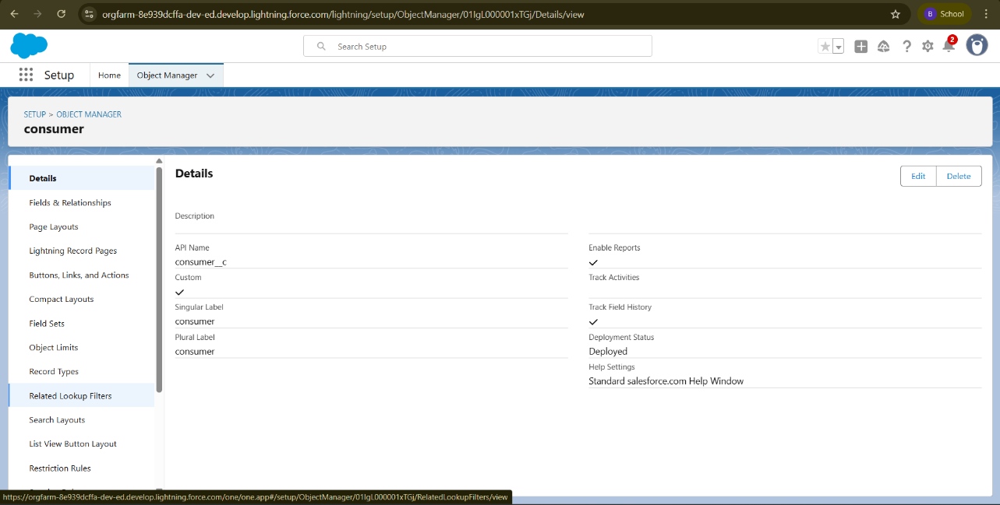 orgfarm-8e939dcffa-dev-ed.develop.lightning.force.com/lightning/setup/ObjectManager/01IgL000001xTGj/Details/view
B School
Search Setup
2
Setup Home Object Manager
SETUP > OBJECT MANAGER
consumer
Details
Fields & Relationships
Page Layouts
Lightning Record Pages
Buttons, Links, and Actions
Compact Layouts
Field Sets
Object Limits
Record Types
Related Lookup Filters
Search Layouts
List View Button Layout
Restriction Rules
Details
Edit Delete
Description
API Name
consumer__c
Custom
Singular Label
consumer
Plural Label
consumer
Enable Reports
Track Activities
Track Field History
Deployment Status
Deployed
Help Settings
Standard salesforce.com Help Window
https://orgfarm-8e939dcffa-dev-ed.develop.lightning.force.com/one/one.app#/setup/ObjectManager/01IgL000001xTGj/RelatedLookupFilters/view